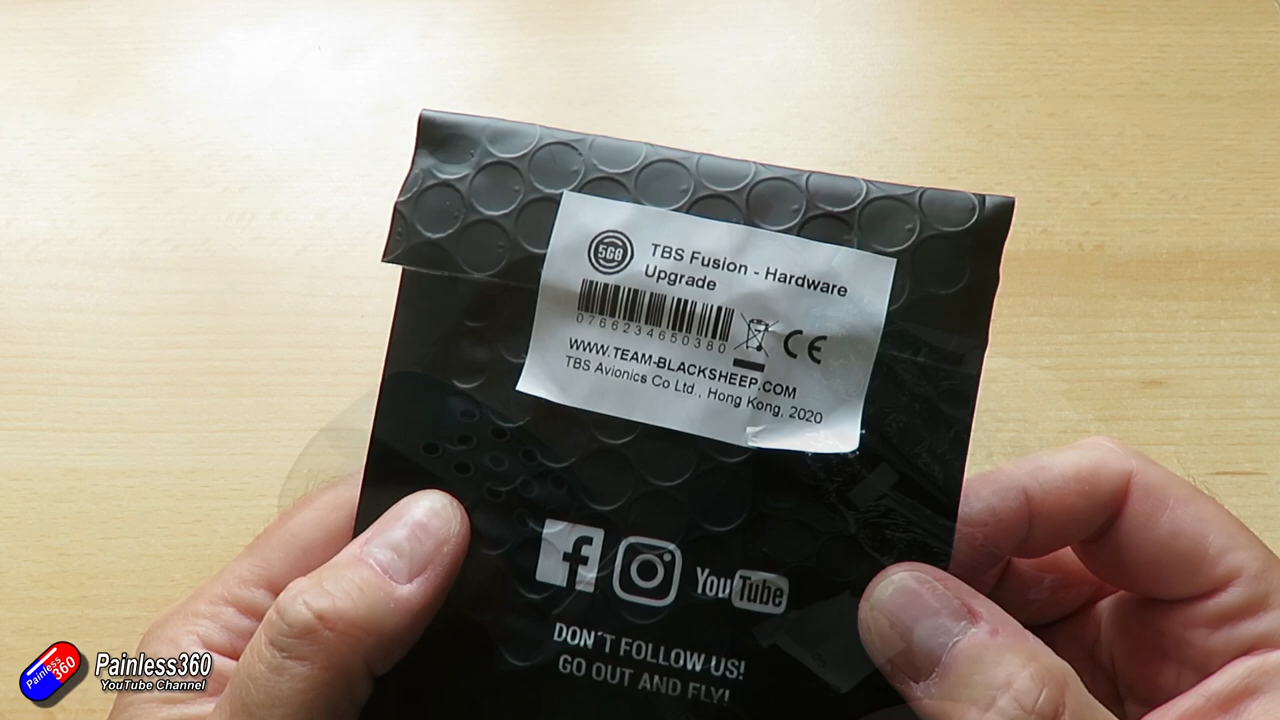 5G8
TBS Fusion - Hardware
Upgrade
0766234650380
CE
WWW.TEAM-BLACKSHEEP.COM
TBS Avionics Co Ltd., Hong Kong, 2020
f
YouTube
DON´T FOLLOW US!
GO OUT AND FLY!
Painless
360
Painless360
YouTube Channel